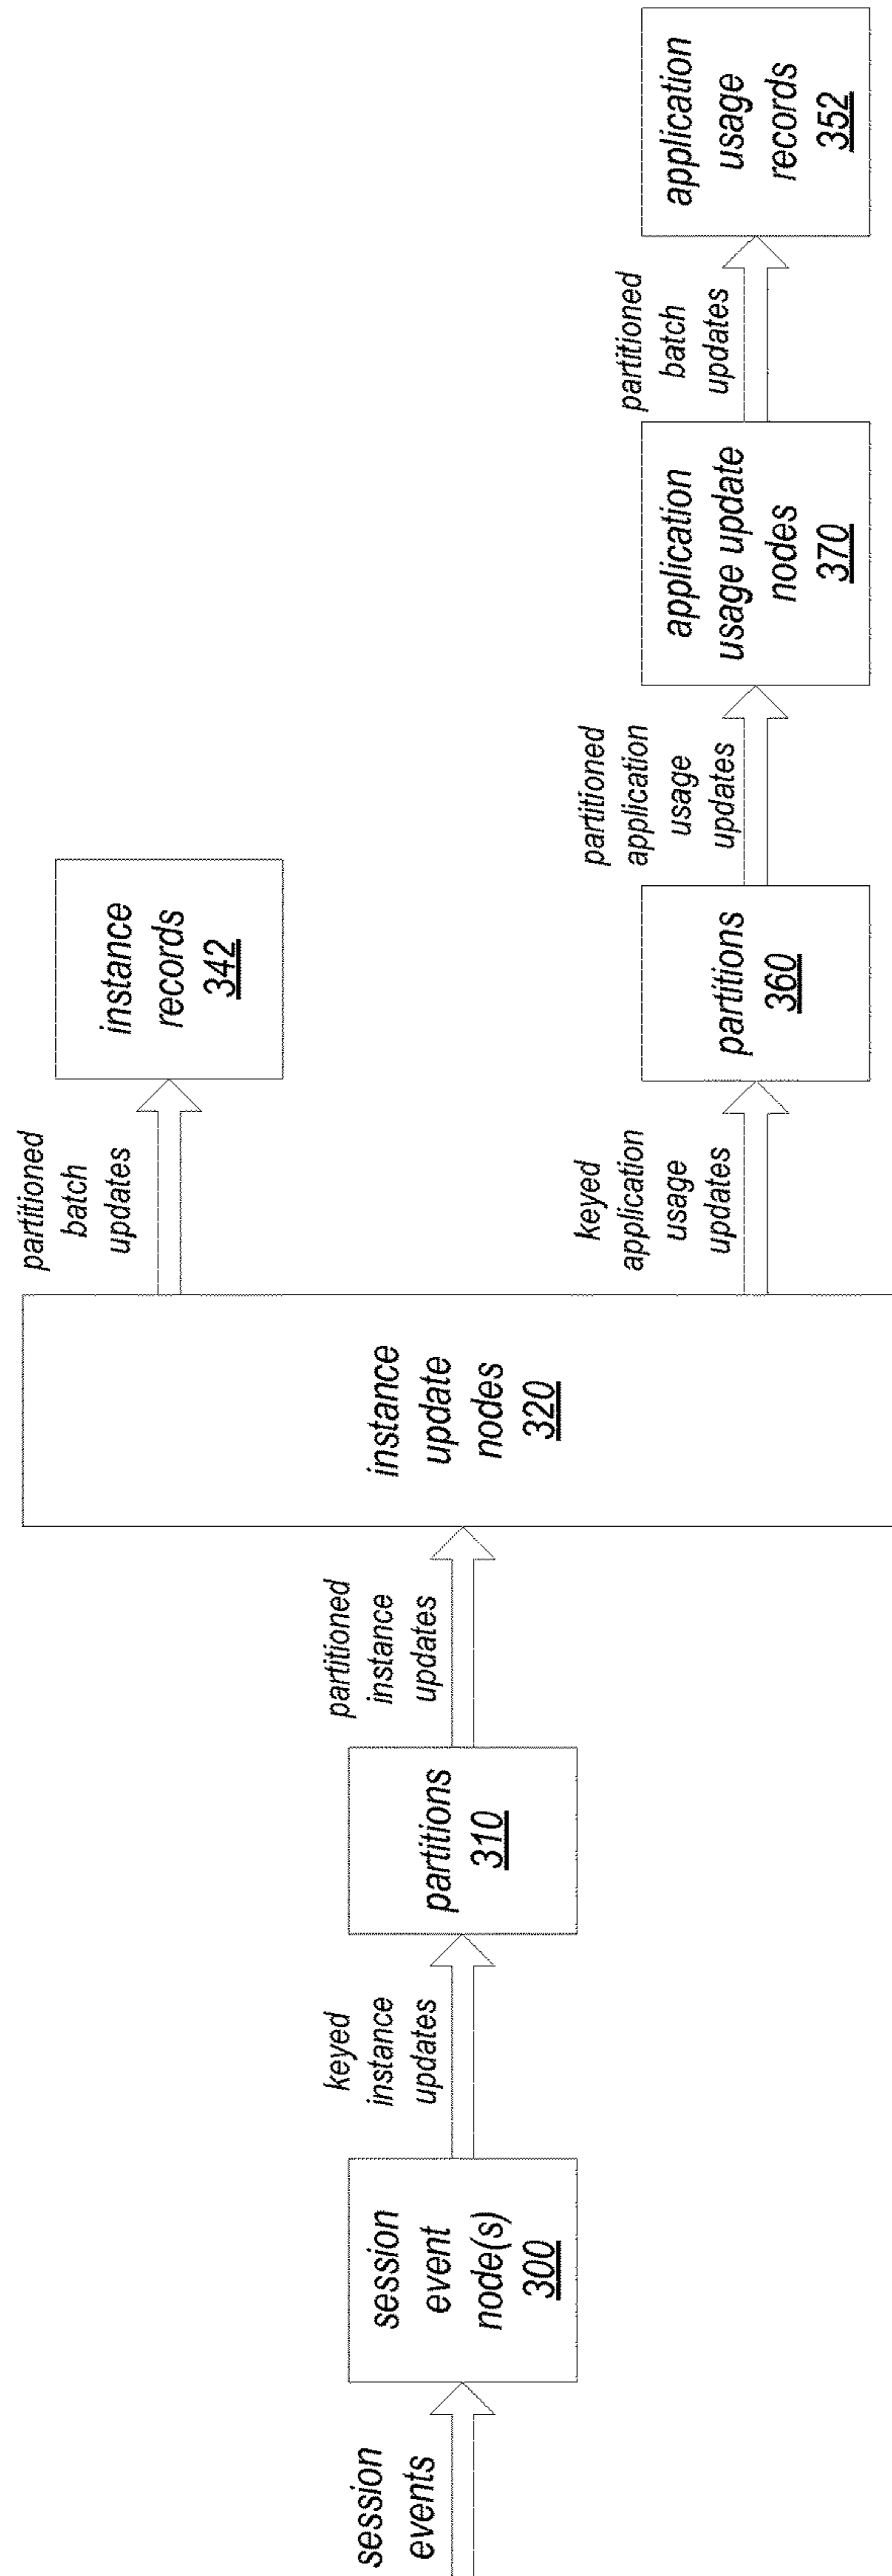 session
events
session
event
node(s)
300
keyed
instance
updates
partitions
310
partitioned
instance
updates
instance
update
nodes
320
partitioned
batch
updates
instance
records
342
keyed
application
usage
updates
partitions
360
partitioned
application
usage
updates
application
usage update
nodes
370
partitioned
batch
updates
application
usage
records
352